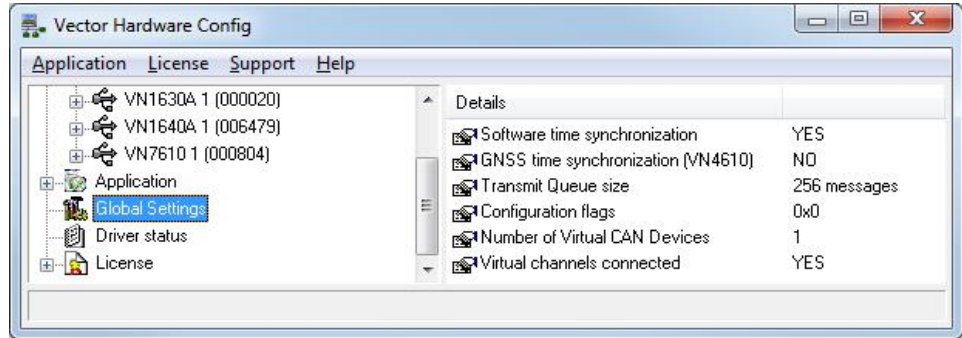 Vector Hardware Config
Application License Support Help
VN1630A 1 (000020)
VN1640A 1 (006479)
VN7610 1 (000804)
Application
Global Settings
Driver status
License
Details
Software time synchronization YES
GNSS time synchronization (VN4610) NO
Transmit Queue size 256 messages
Configuration flags 0x0
Number of Virtual CAN Devices 1
Virtual channels connected YES